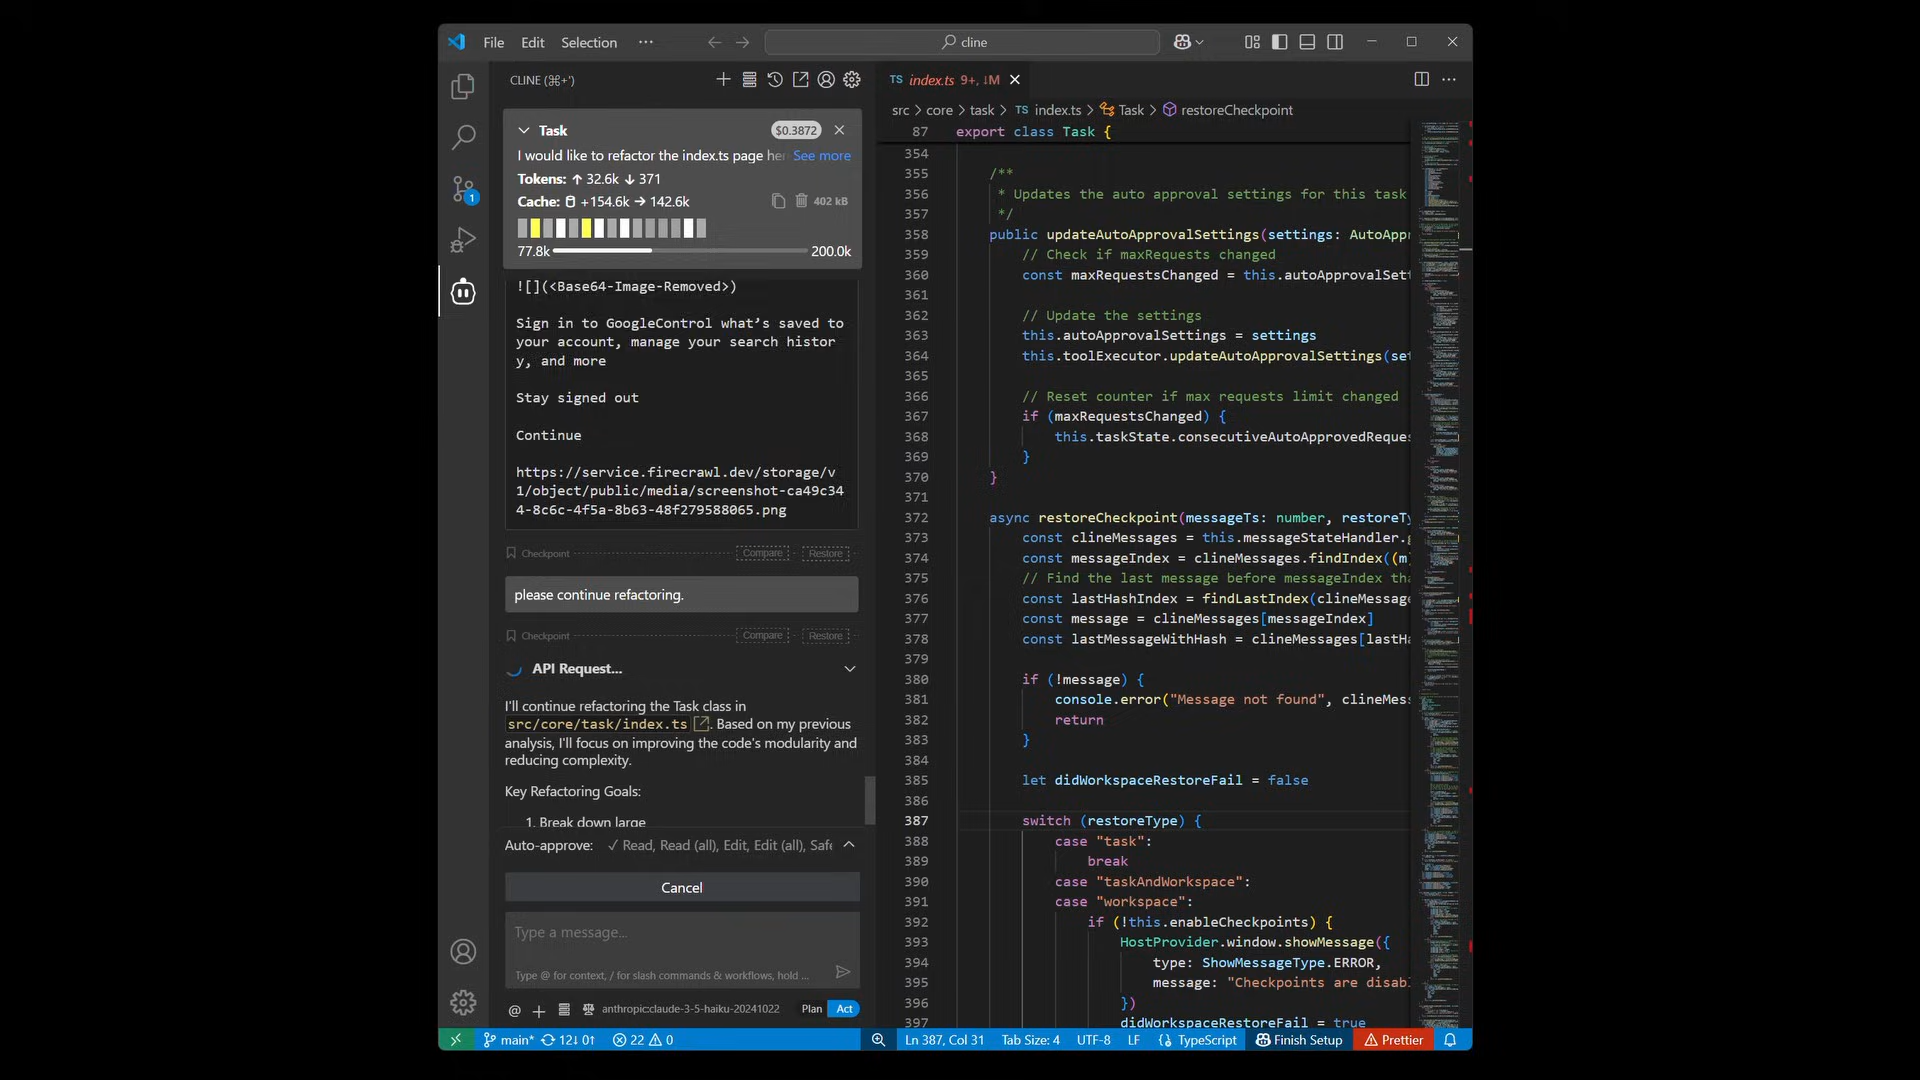 File Edit Selection ··· cline
CLINE (⌘+')
Task $0.3872
I would like to refactor the index.ts page her See more
Tokens: ↑ 32.6k ↓ 371
Cache: +154.6k → 142.6k 402 kB
77.8k 200.0k
![](<Base64-Image-Removed>)
Sign in to GoogleControl what’s saved to
your account, manage your search histor
y, and more
Stay signed out
Continue
https://service.firecrawl.dev/storage/v
1/object/public/media/screenshot-ca49c34
4-8c6c-4f5a-8b63-48f279588065.png
Checkpoint Compare Restore
please continue refactoring.
Checkpoint Compare Restore
API Request...
I'll continue refactoring the Task class in
src/core/task/index.ts. Based on my previous
analysis, I'll focus on improving the code's modularity and
reducing complexity.
Key Refactoring Goals:
1. Break down large
Auto-approve: ✓ Read, Read (all), Edit, Edit (all), Safe
Cancel
Type a message...
Type @ for context, / for slash commands & workflows, hold ...
@ + anthropic:claude-3-5-haiku-20241022 Plan Act
TS index.ts 9+, ↓M
src > core > task > TS index.ts > Task > restoreCheckpoint
87 export class Task {
354
355 /**
356 * Updates the auto approval settings for this task
357 */
358 public updateAutoApprovalSettings(settings: AutoAppr
359 // Check if maxRequests changed
360 const maxRequestsChanged = this.autoApprovalSett
361
362 // Update the settings
363 this.autoApprovalSettings = settings
364 this.toolExecutor.updateAutoApprovalSettings(set
365
366 // Reset counter if max requests limit changed
367 if (maxRequestsChanged) {
368 this.taskState.consecutiveAutoApprovedReques
369 }
370 }
371
372 async restoreCheckpoint(messageTs: number, restoreTy
373 const clineMessages = this.messageStateHandler.g
374 const messageIndex = clineMessages.findIndex((m)
375 // Find the last message before messageIndex tha
376 const lastHashIndex = findLastIndex(clineMessage
377 const message = clineMessages[messageIndex]
378 const lastMessageWithHash = clineMessages[lastHa
379
380 if (!message) {
381 console.error("Message not found", clineMess
382 return
383 }
384
385 let didWorkspaceRestoreFail = false
386
387 switch (restoreType) {
388 case "task":
389 break
390 case "taskAndWorkspace":
391 case "workspace":
392 if (!this.enableCheckpoints) {
393 HostProvider.window.showMessage({
394 type: ShowMessageType.ERROR,
395 message: "Checkpoints are disabl
396 })
397 didWorkspaceRestoreFail = true
1
main* 12↓ 0↑ 22 0 Ln 387, Col 31 Tab Size: 4 UTF-8 LF TypeScript Finish Setup Prettier